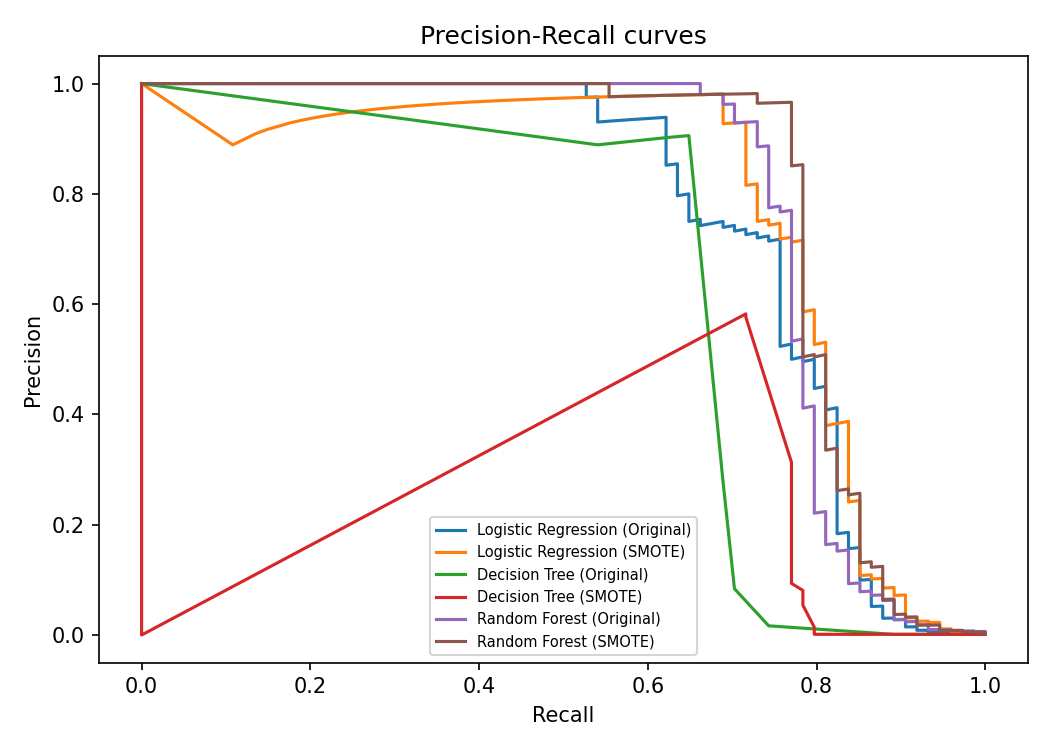 Precision-Recall curves
Precision
1.0
0.8
0.6
0.4
0.2
0.0
Logistic Regression (Original)
Logistic Regression (SMOTE)
Decision Tree (Original)
Decision Tree (SMOTE)
Random Forest (Original)
Random Forest (SMOTE)
0.0 0.2 0.4 0.6 0.8 1.0
Recall